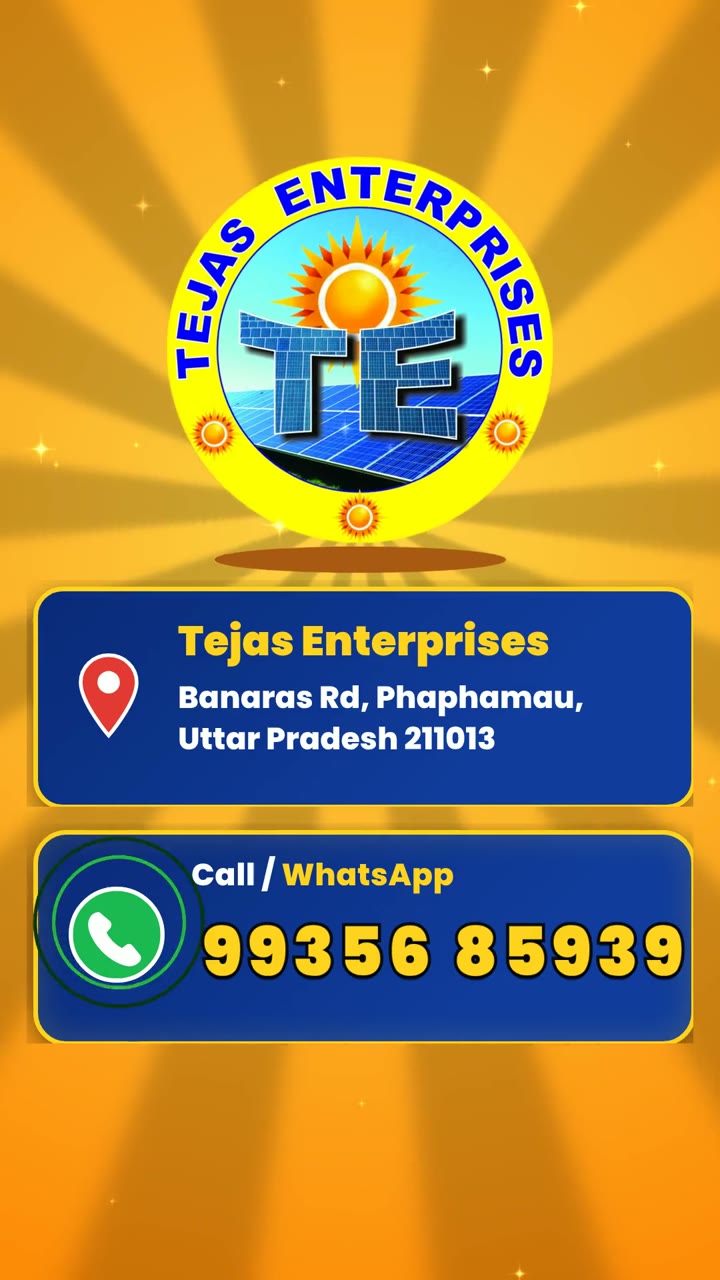 TEJAS ENTERPRISES
TE
Tejas Enterprises
Banaras Rd, Phaphamau,
Uttar Pradesh 211013
Call / WhatsApp
99356 85939